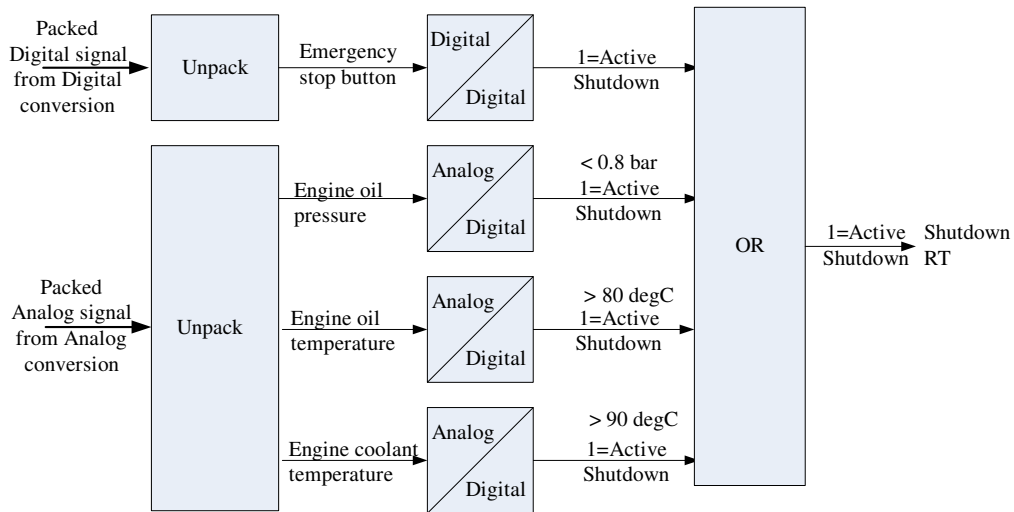 Packed
Digital signal
from Digital
conversion
Unpack
Emergency
stop button
Digital
Digital
1=Active
Shutdown
Packed
Analog signal
from Analog
conversion
Unpack
Engine oil
pressure
Analog
Digital
< 0.8 bar
1=Active
Shutdown
Engine oil
temperature
Analog
Digital
> 80 degC
1=Active
Shutdown
Engine coolant
temperature
Analog
Digital
> 90 degC
1=Active
Shutdown
OR
1=Active
Shutdown
Shutdown
RT